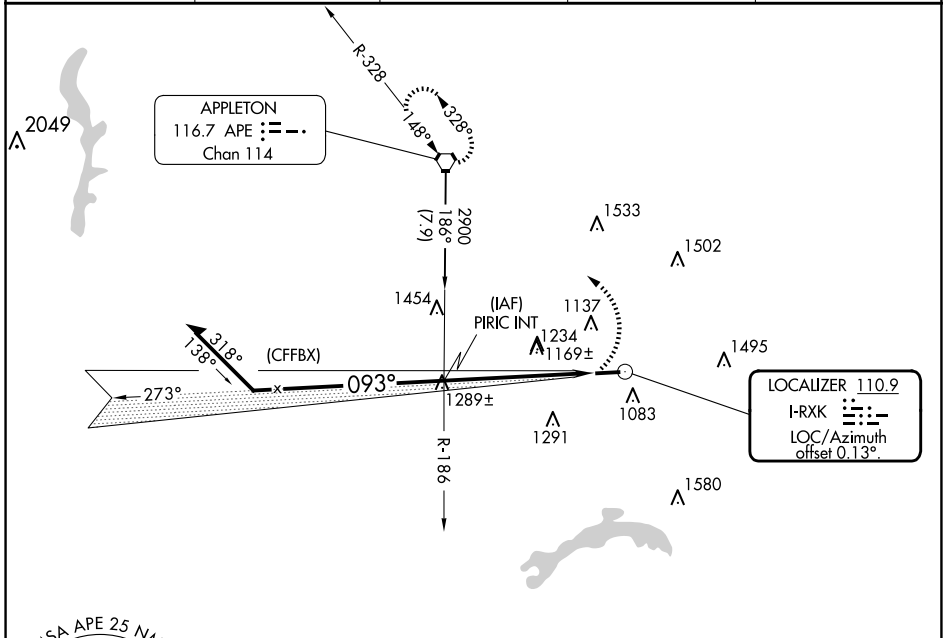 R-328
2049
APPLETON
116.7 APE
Chan 114
148°
328°
2900
186°
(7.9)
1533
1502
1454
(IAF)
PIRIC INT
1137
1234
1169±
1495
318°
138°
(CFFBX)
273°
093°
1289±
1083
1291
LOCALIZER 110.9
I-RXK
LOC/Azimuth
offset 0.13°.
R-186
1580
APE 25